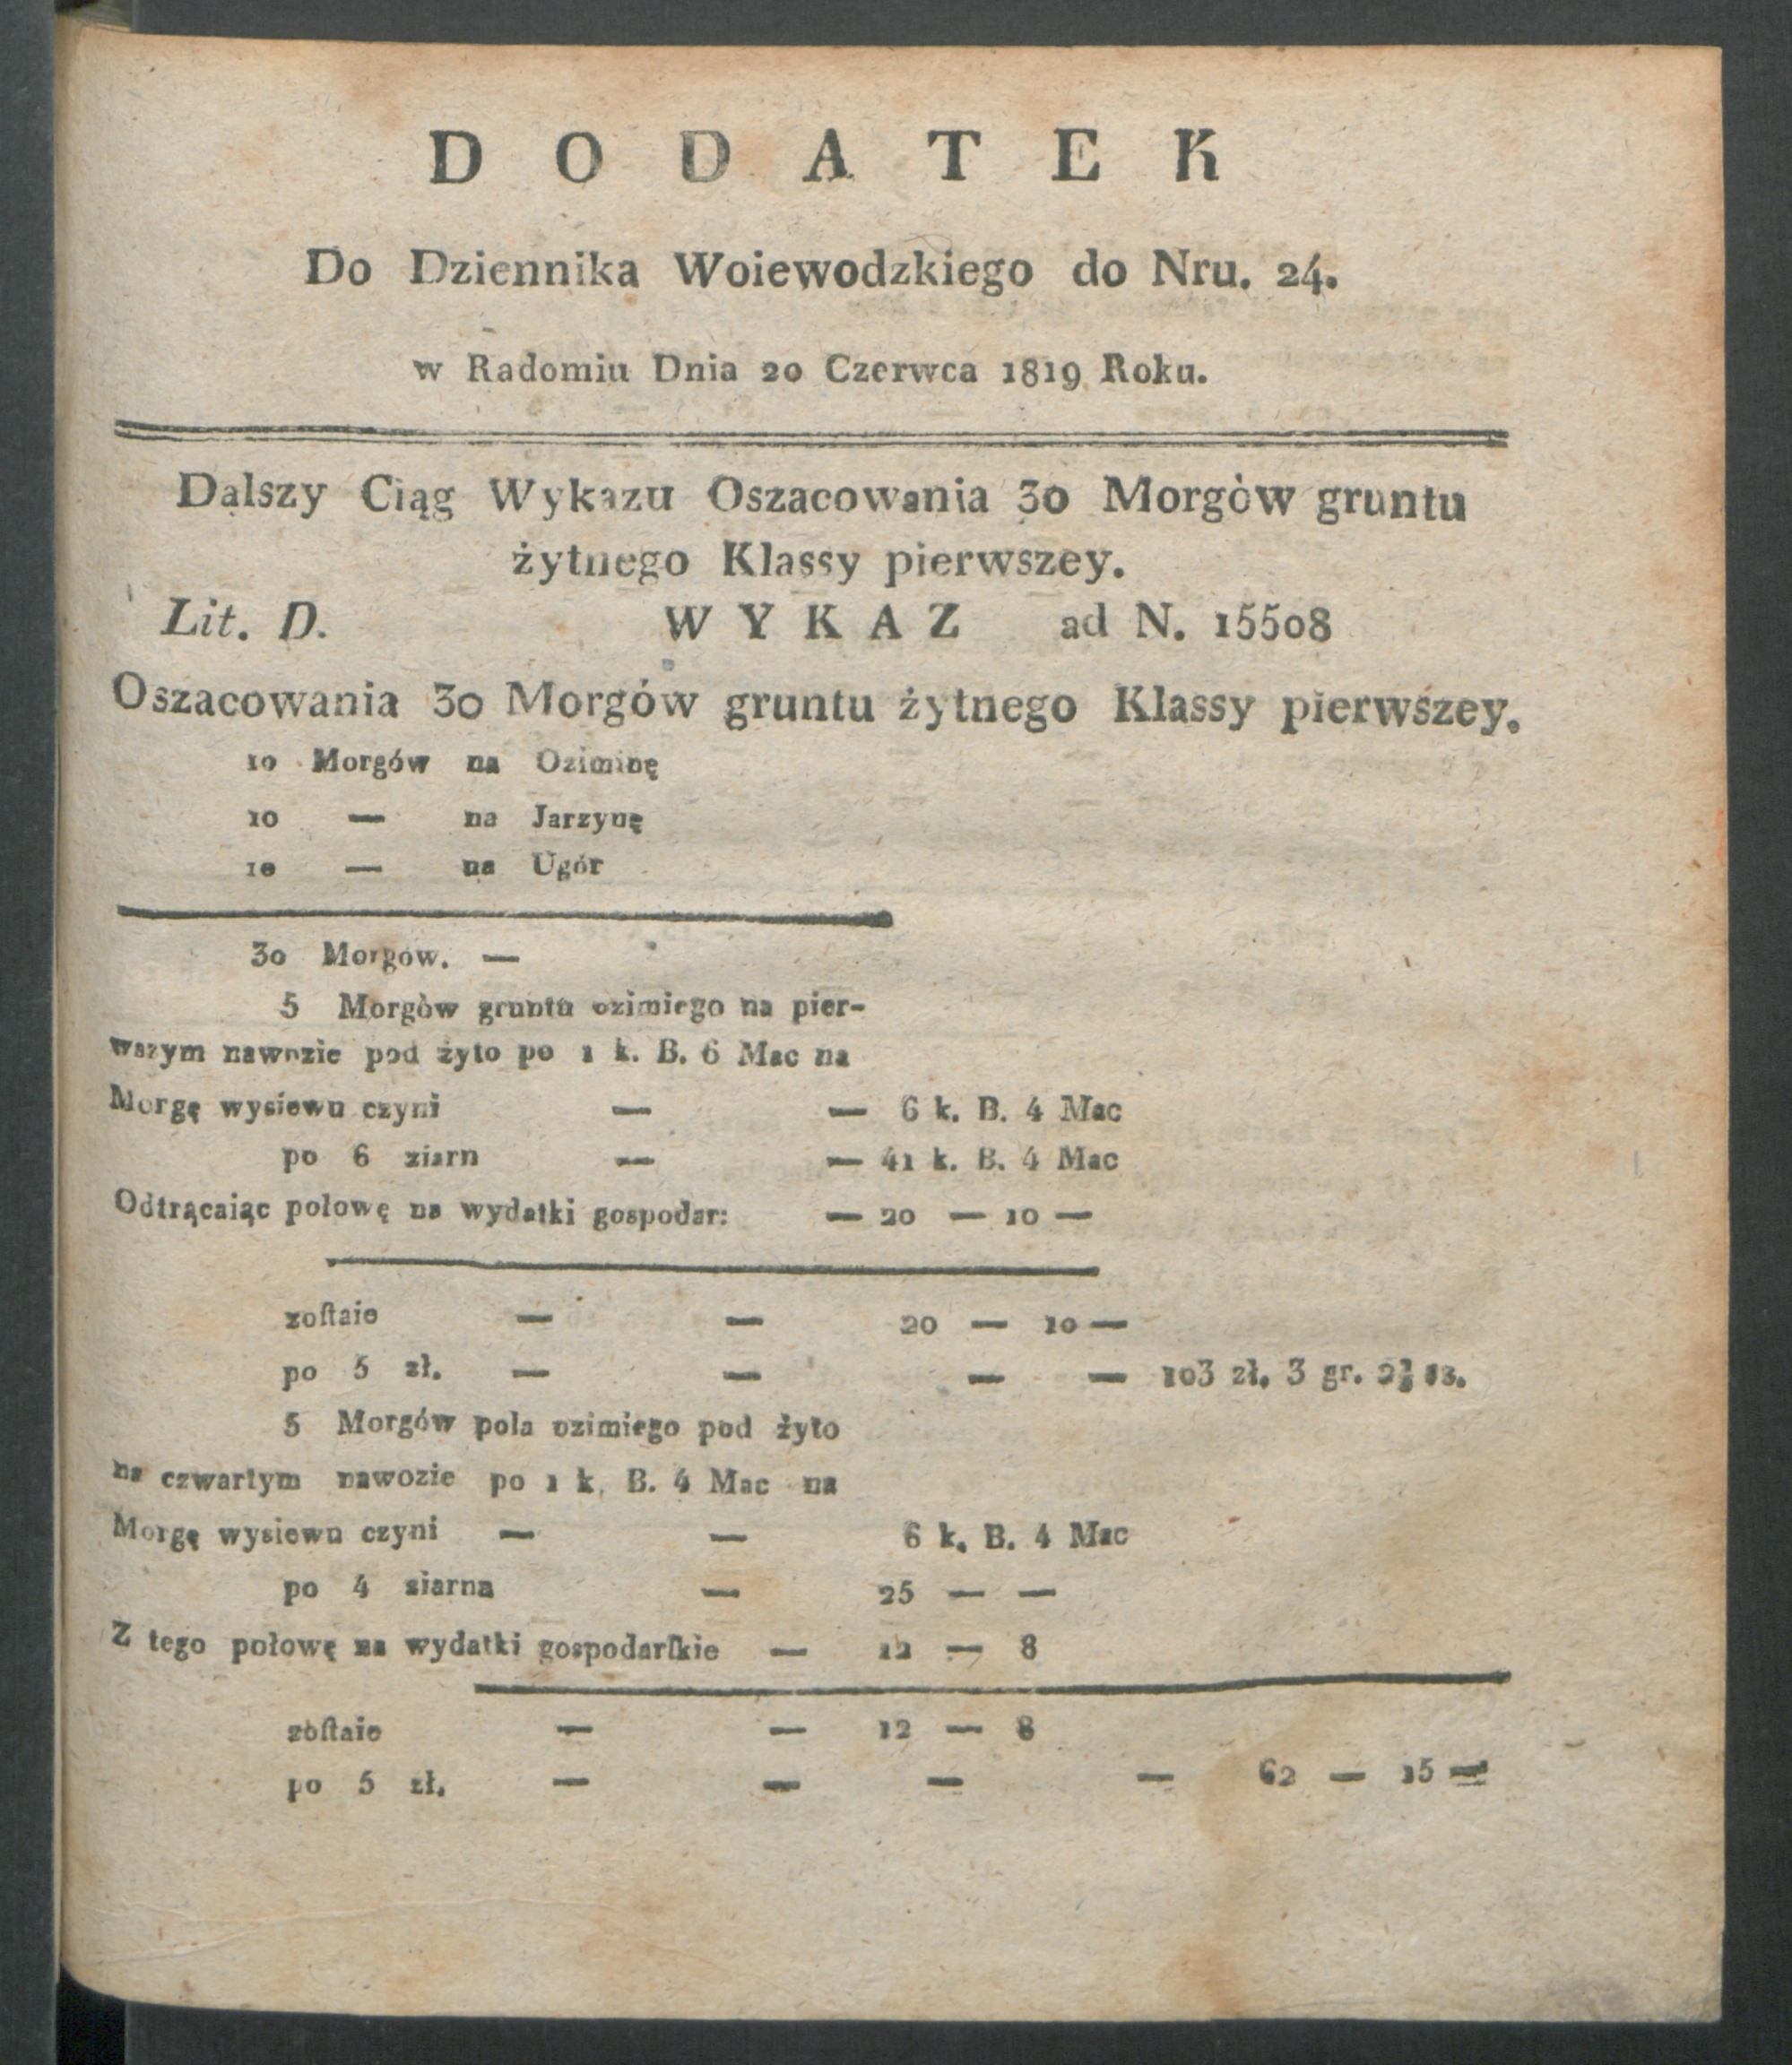 DODATEK
Do Dziennika Woiewodzkiego do Nru. 24.
w Radomiu Dnia 20 Czerwca 1819 Roku.
Dalszy Ciąg Wykazu Oszacowania 30 Morgòw gruntu
żytnego Klassy pierwszey.
Lit. D. WYKAZ ad N. 15508
Oszacowania 30 Morgów gruntu żytnego Klassy pierwszey.
10 Morgów na Oziminę
10 — na Jarzynę
10 — na Ugór
30 Morgow. —
5 Morgòw gruntu ozimiego na pier-
wszym nawozie pod żyto po 1 k. B. 6 Mac na
Morgę wysiewu czyni — — 6 k. B. 4 Mac
po 6 ziarn — — 41 k. B. 4 Mac
Odtrącaiąc połowę na wydatki gospodar: — 20 — 10 —
zoſtaie — — 20 — 10 —
po 5 zł. — — — — 103 zł. 3 gr.
5 Morgów pola ozimiego pod żyto
na czwartym nawozie po 1 k. B. 4 Mac na
Morgę wysiewu czyni — — 6 k. B. 4 Mac
po 4 ziarna — 25 — —
Z tego połowę na wydatki gospodarſkie — 12 — 8
zoſtaie — — 12 — 8
po 5 zł. — — — — 62 — 15 —